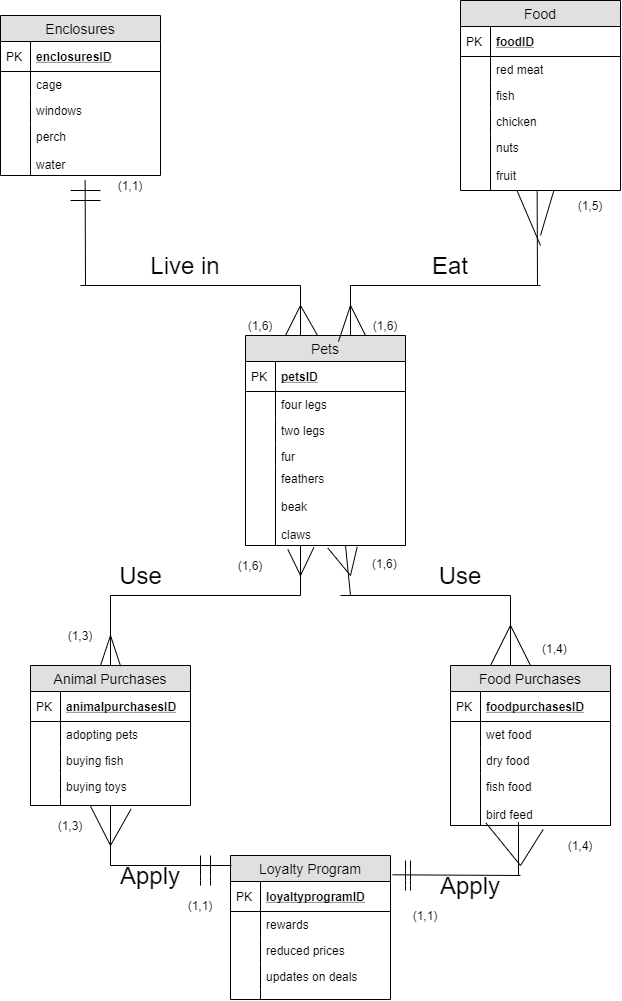 Enclosures
PK enclosuresID
cage
windows
perch
water
(1,1)
Food
PK foodID
red meat
fish
chicken
nuts
fruit
(1,5)
Live in
Eat
(1,6)
(1,6)
Pets
PK petsID
four legs
two legs
fur
feathers
beak
claws
(1,6)
(1,6)
Use
Use
(1,3)
(1,4)
Animal Purchases
PK animalpurchasesID
adopting pets
buying fish
buying toys
(1,3)
Food Purchases
PK foodpurchasesID
wet food
dry food
fish food
bird feed
(1,4)
Apply
Apply
(1,1)
(1,1)
Loyalty Program
PK loyaltyprogramID
rewards
reduced prices
updates on deals